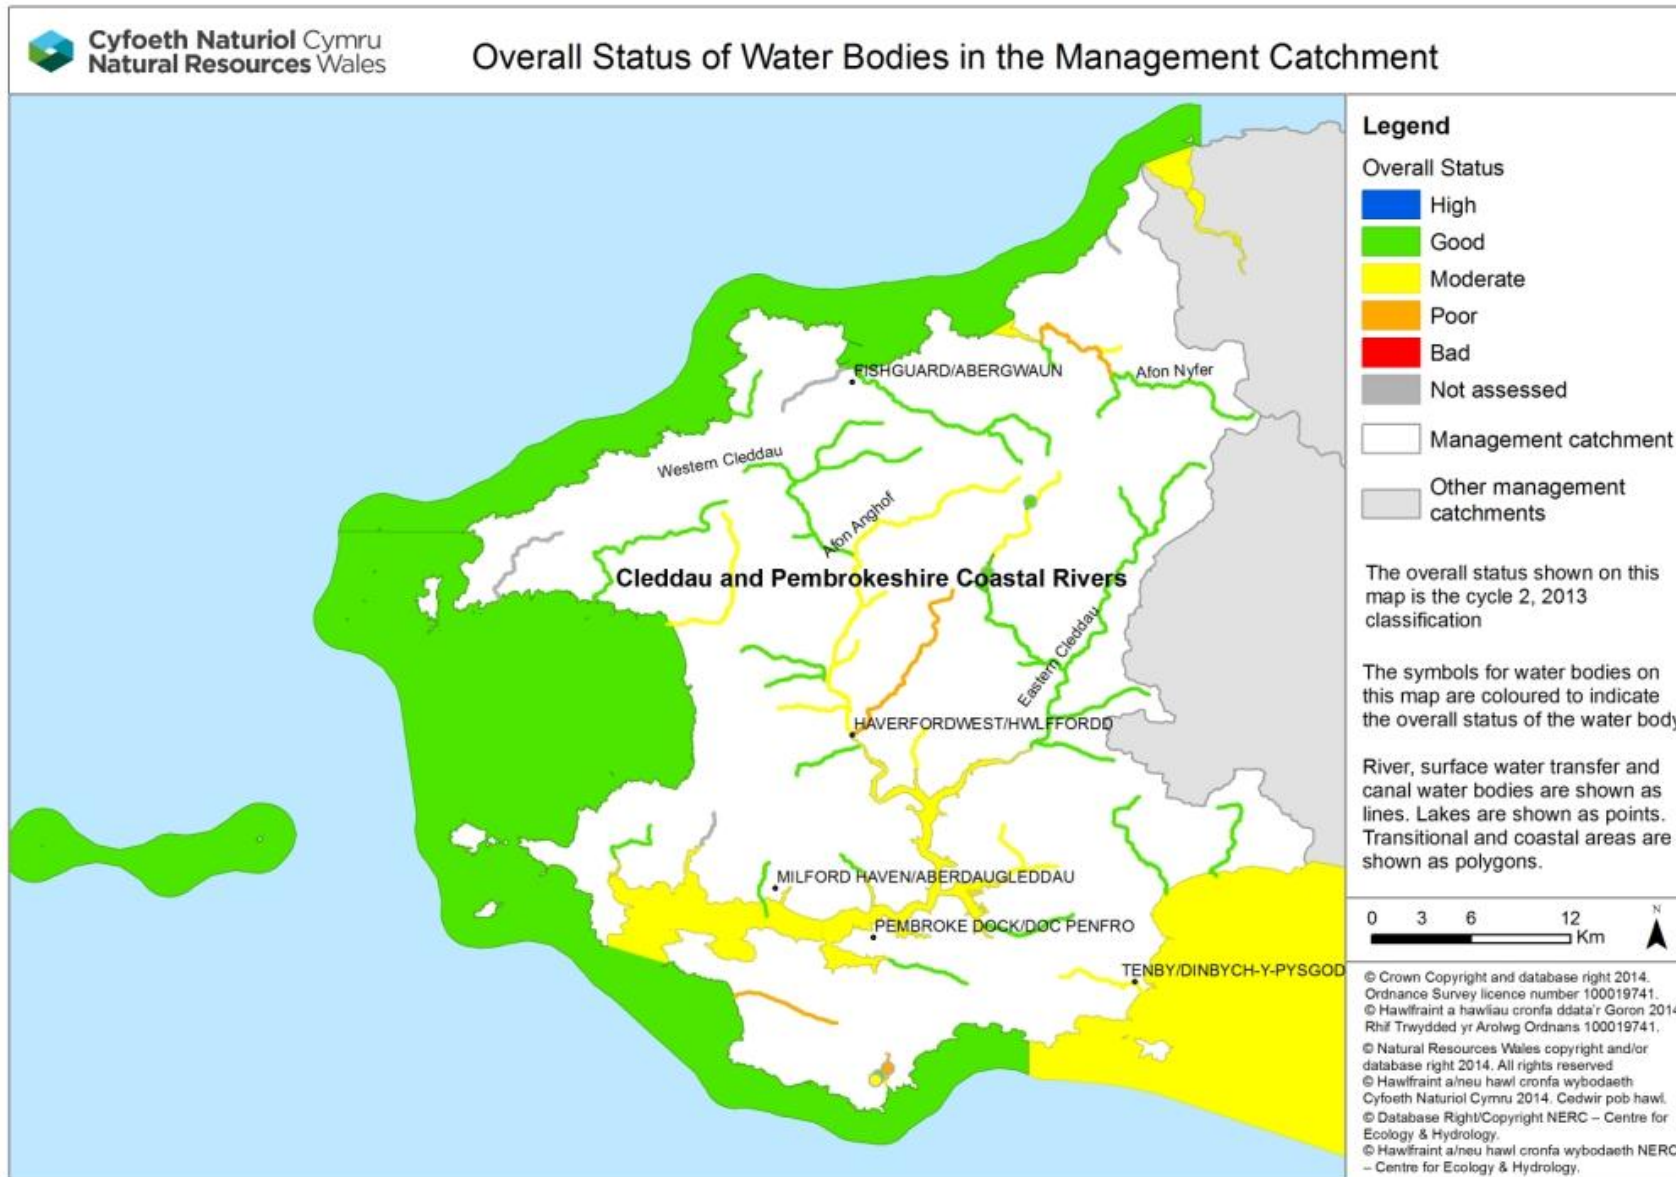 Cyfoeth Naturiol Cymru
Natural Resources Wales
Overall Status of Water Bodies in the Management Catchment
FISHGUARD/ABERGWAUN
Afon Nyfer
Western Cleddau
Afon Anghof
Cleddau and Pembrokeshire Coastal Rivers
Eastern Cleddau
HAVERFORDWEST/HWLFFORDD
MILFORD HAVEN/ABERDAUGLEDDAU
PEMBROKE DOCK/DOC PENFRO
TENBY/DINBYCH-Y-PYSGOD
Legend
Overall Status
High
Good
Moderate
Poor
Bad
Not assessed
Management catchment
Other management
catchments
The overall status shown on this
map is the cycle 2, 2013
classification
The symbols for water bodies on
this map are coloured to indicate
the overall status of the water body
River, surface water transfer and
canal water bodies are shown as
lines. Lakes are shown as points.
Transitional and coastal areas are
shown as polygons.
0 3 6 12
Km
N
© Crown Copyright and database right 2014.
Ordnance Survey licence number 100019741.
© Hawlfraint a hawliau cronfa ddata'r Goron 2014
Rhif Trwydded yr Arolwg Ordnans 100019741.
© Natural Resources Wales copyright and/or
database right 2014. All rights reserved
© Hawlfraint a/neu hawl cronfa wybodaeth
Cyfoeth Naturiol Cymru 2014. Cedwir pob hawl.
© Database Right/Copyright NERC – Centre for
Ecology & Hydrology.
© Hawlfraint a/neu hawl cronfa wybodaeth NERC
– Centre for Ecology & Hydrology.